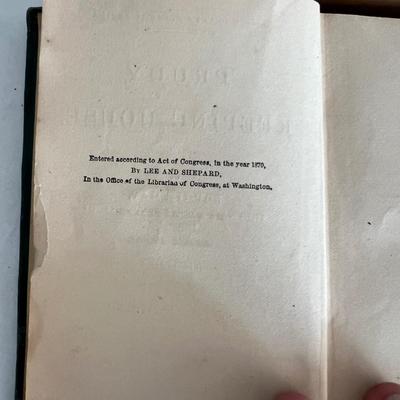 Entered according to Act of Congress, in the year 1870,
By LEE AND SHEPARD,
In the Office of the Librarian of Congress, at Washington.